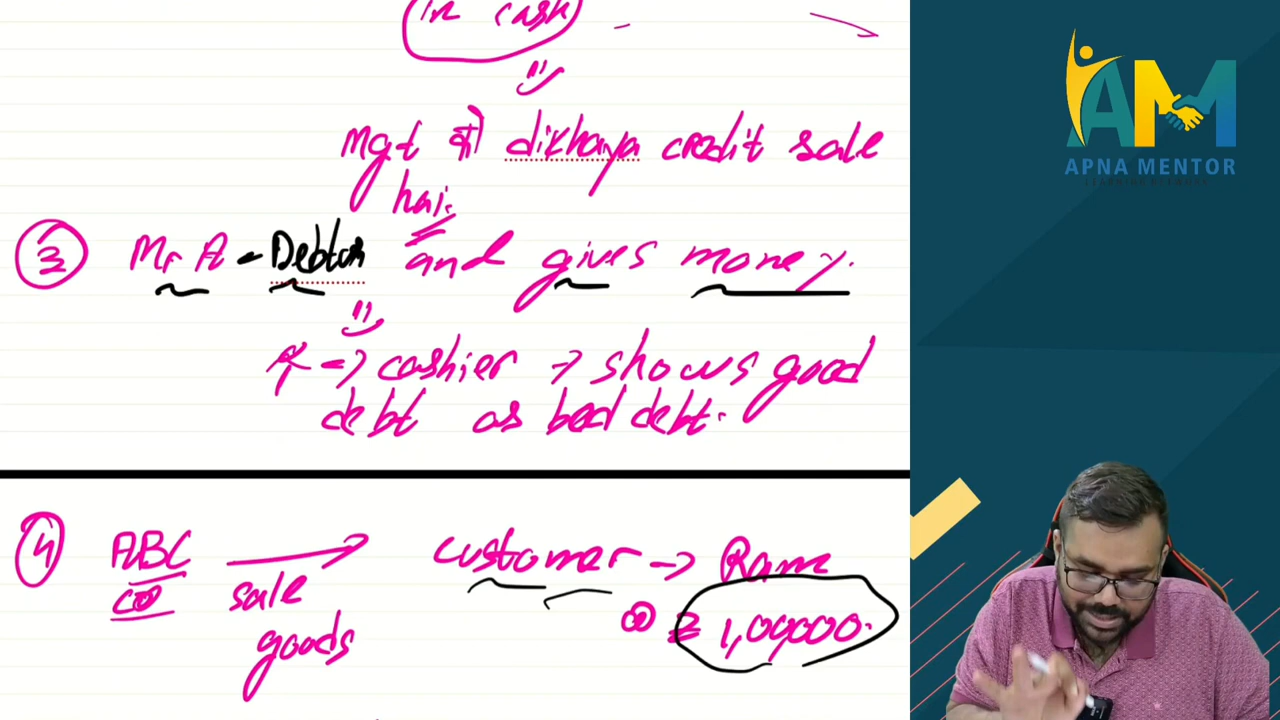 in cash
Mgt को dikhaya credit sale
hai.
3 Mr A - Debtor and gives money.
→ cashier → shows good
debt as bad debt.
4 ABC → customer → Ram
co sale @ 1,00,000.
goods
AM
APNA MENTOR